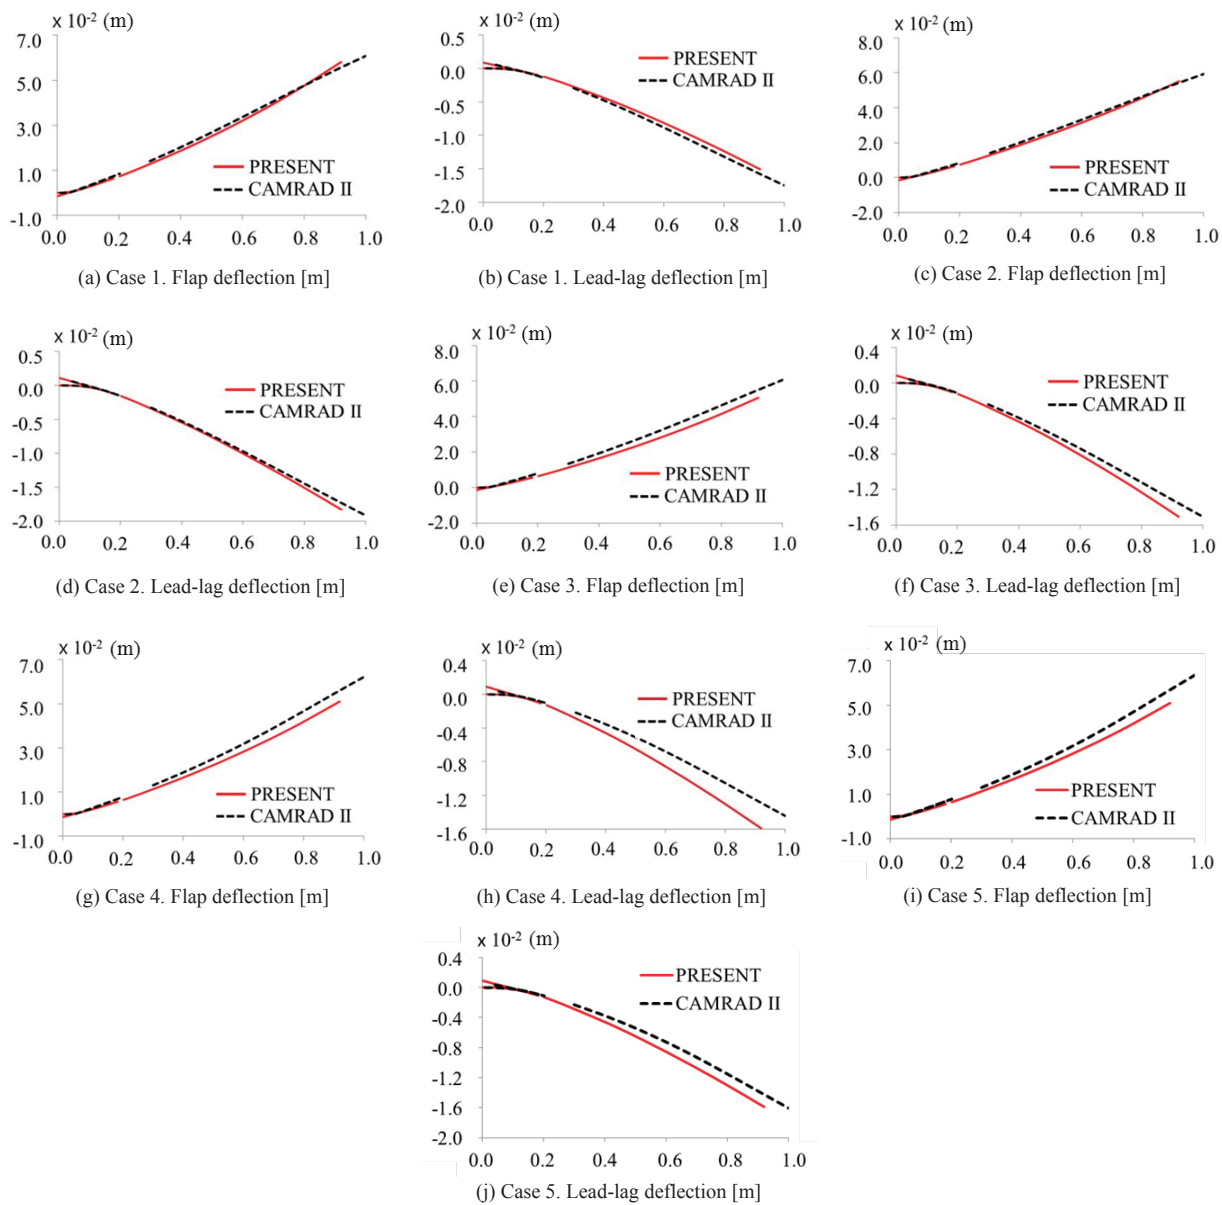 x 10-2 (m)
7.0
5.0
3.0
1.0
-1.0
0.0 0.2 0.4 0.6 0.8 1.0
PRESENT
CAMRAD II
(a) Case 1. Flap deflection [m]
x 10-2 (m)
0.5
0.0
-0.5
-1.0
-1.5
-2.0
0.0 0.2 0.4 0.6 0.8 1.0
PRESENT
CAMRAD II
(b) Case 1. Lead-lag deflection [m]
x 10-2 (m)
8.0
6.0
4.0
2.0
0.0
-2.0
0.0 0.2 0.4 0.6 0.8 1.0
PRESENT
CAMRAD II
(c) Case 2. Flap deflection [m]
x 10-2 (m)
0.5
0.0
-0.5
-1.0
-1.5
-2.0
0.0 0.2 0.4 0.6 0.8 1.0
PRESENT
CAMRAD II
(d) Case 2. Lead-lag deflection [m]
x 10-2 (m)
8.0
6.0
4.0
2.0
0.0
-2.0
0.0 0.2 0.4 0.6 0.8 1.0
PRESENT
CAMRAD II
(e) Case 3. Flap deflection [m]
x 10-2 (m)
0.4
0.0
-0.4
-0.8
-1.2
-1.6
0.0 0.2 0.4 0.6 0.8 1.0
PRESENT
CAMRAD II
(f) Case 3. Lead-lag deflection [m]
x 10-2 (m)
7.0
5.0
3.0
1.0
-1.0
0.0 0.2 0.4 0.6 0.8 1.0
PRESENT
CAMRAD II
(g) Case 4. Flap deflection [m]
x 10-2 (m)
0.4
0.0
-0.4
-0.8
-1.2
-1.6
0.0 0.2 0.4 0.6 0.8 1.0
PRESENT
CAMRAD II
(h) Case 4. Lead-lag deflection [m]
x 10-2 (m)
7.0
5.0
3.0
1.0
-1.0
0.0 0.2 0.4 0.6 0.8 1.0
PRESENT
CAMRAD II
(i) Case 5. Flap deflection [m]
x 10-2 (m)
0.4
0.0
-0.4
-0.8
-1.2
-1.6
-2.0
0.0 0.2 0.4 0.6 0.8 1.0
PRESENT
CAMRAD II
(j) Case 5. Lead-lag deflection [m]